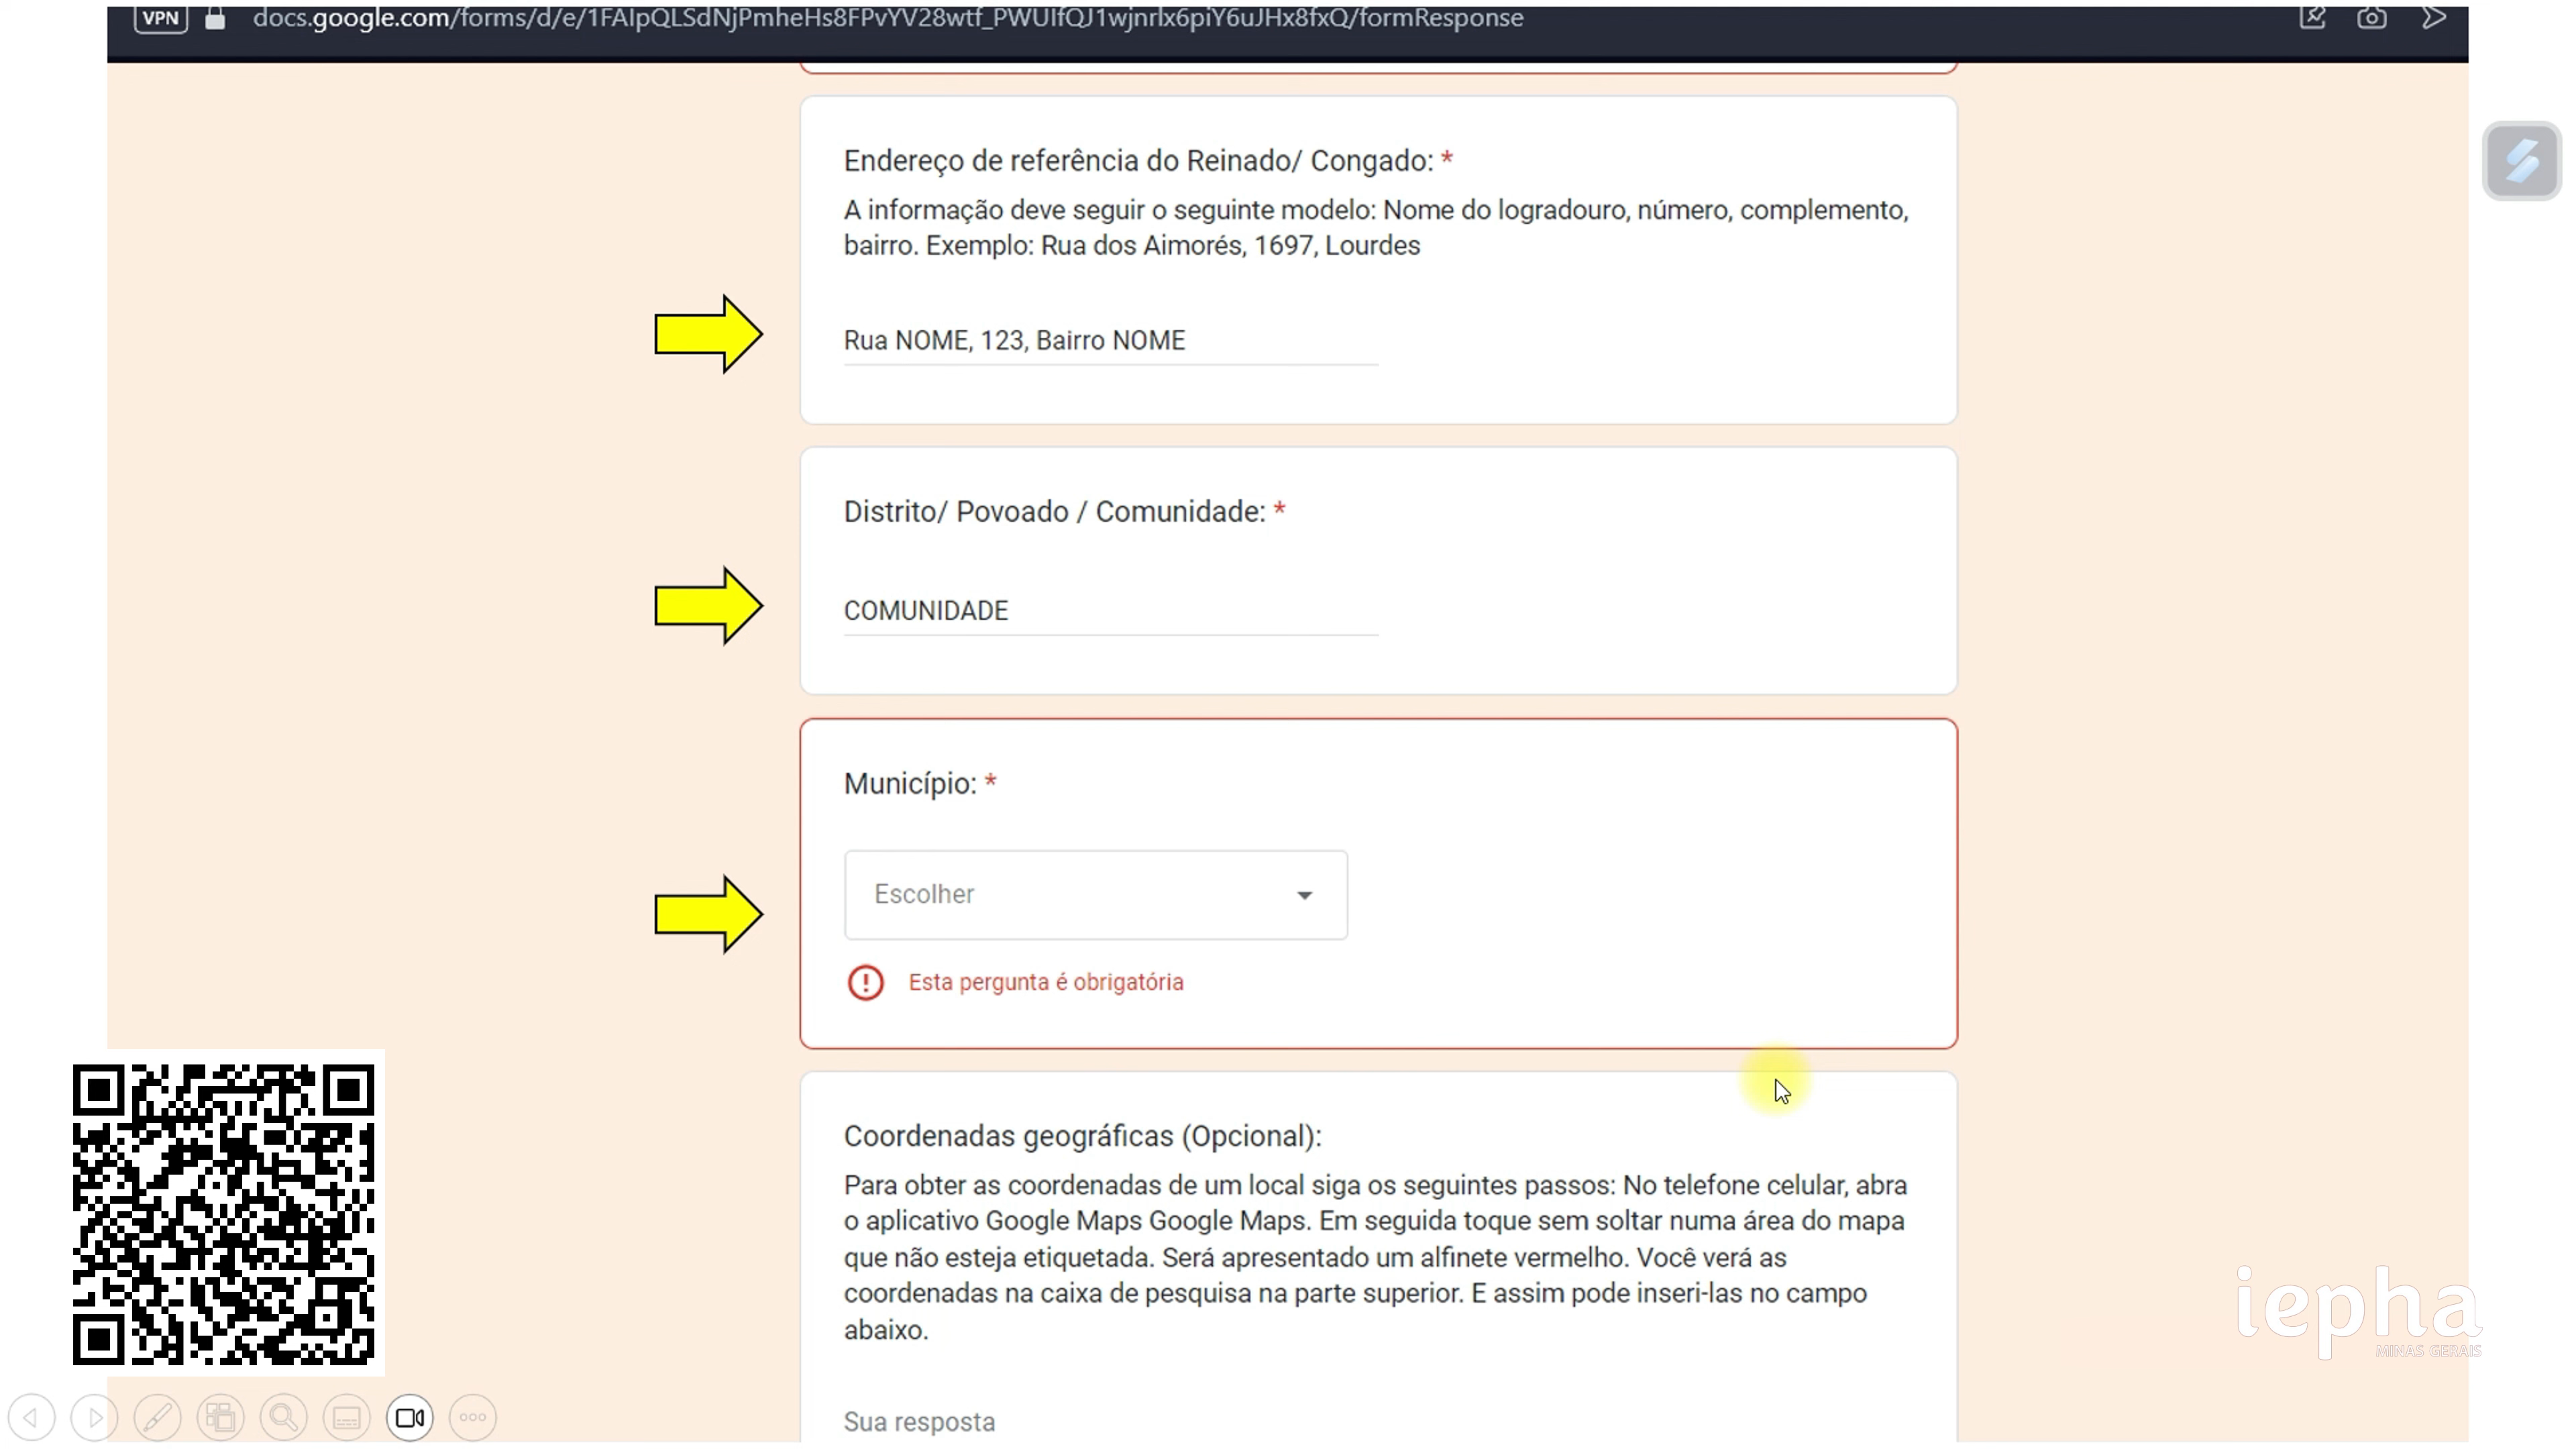 VPN
docs.google.com/forms/d/e/1FAIpQLSdNjPmheHs8FPvYV28wtf_PWUIfQJ1wjnrlx6piY6uJHx8fxQ/formResponse
Endereço de referência do Reinado/ Congado: *
A informação deve seguir o seguinte modelo: Nome do logradouro, número, complemento,
bairro. Exemplo: Rua dos Aimorés, 1697, Lourdes
Rua NOME, 123, Bairro NOME
Distrito/ Povoado / Comunidade: *
COMUNIDADE
Município: *
Escolher
Esta pergunta é obrigatória
Coordenadas geográficas (Opcional):
Para obter as coordenadas de um local siga os seguintes passos: No telefone celular, abra
o aplicativo Google Maps Google Maps. Em seguida toque sem soltar numa área do mapa
que não esteja etiquetada. Será apresentado um alfinete vermelho. Você verá as
coordenadas na caixa de pesquisa na parte superior. E assim pode inseri-las no campo
abaixo.
Sua resposta
iepha
MINAS GERAIS